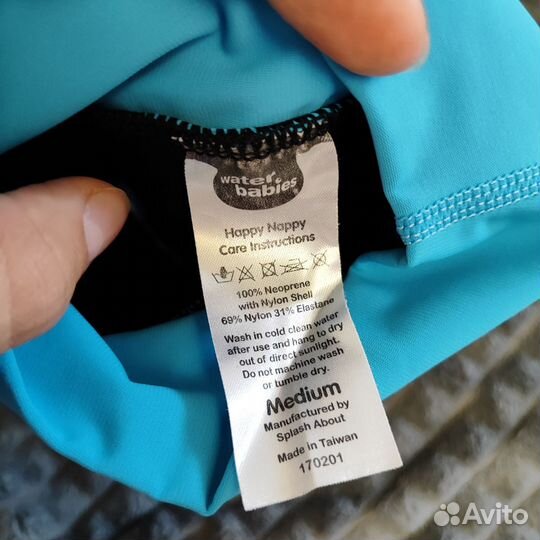 water
babies
Happy Nappy
Care Instructions
100% Neoprene
with Nylon Shell
69% Nylon 31% Elastane
Wash in cold clean water
after use and hang to dry
out of direct sunlight.
Do not machine wash
or tumble dry.
Medium
Manufactured by
Splash About
Made in Taiwan
170201
Avito